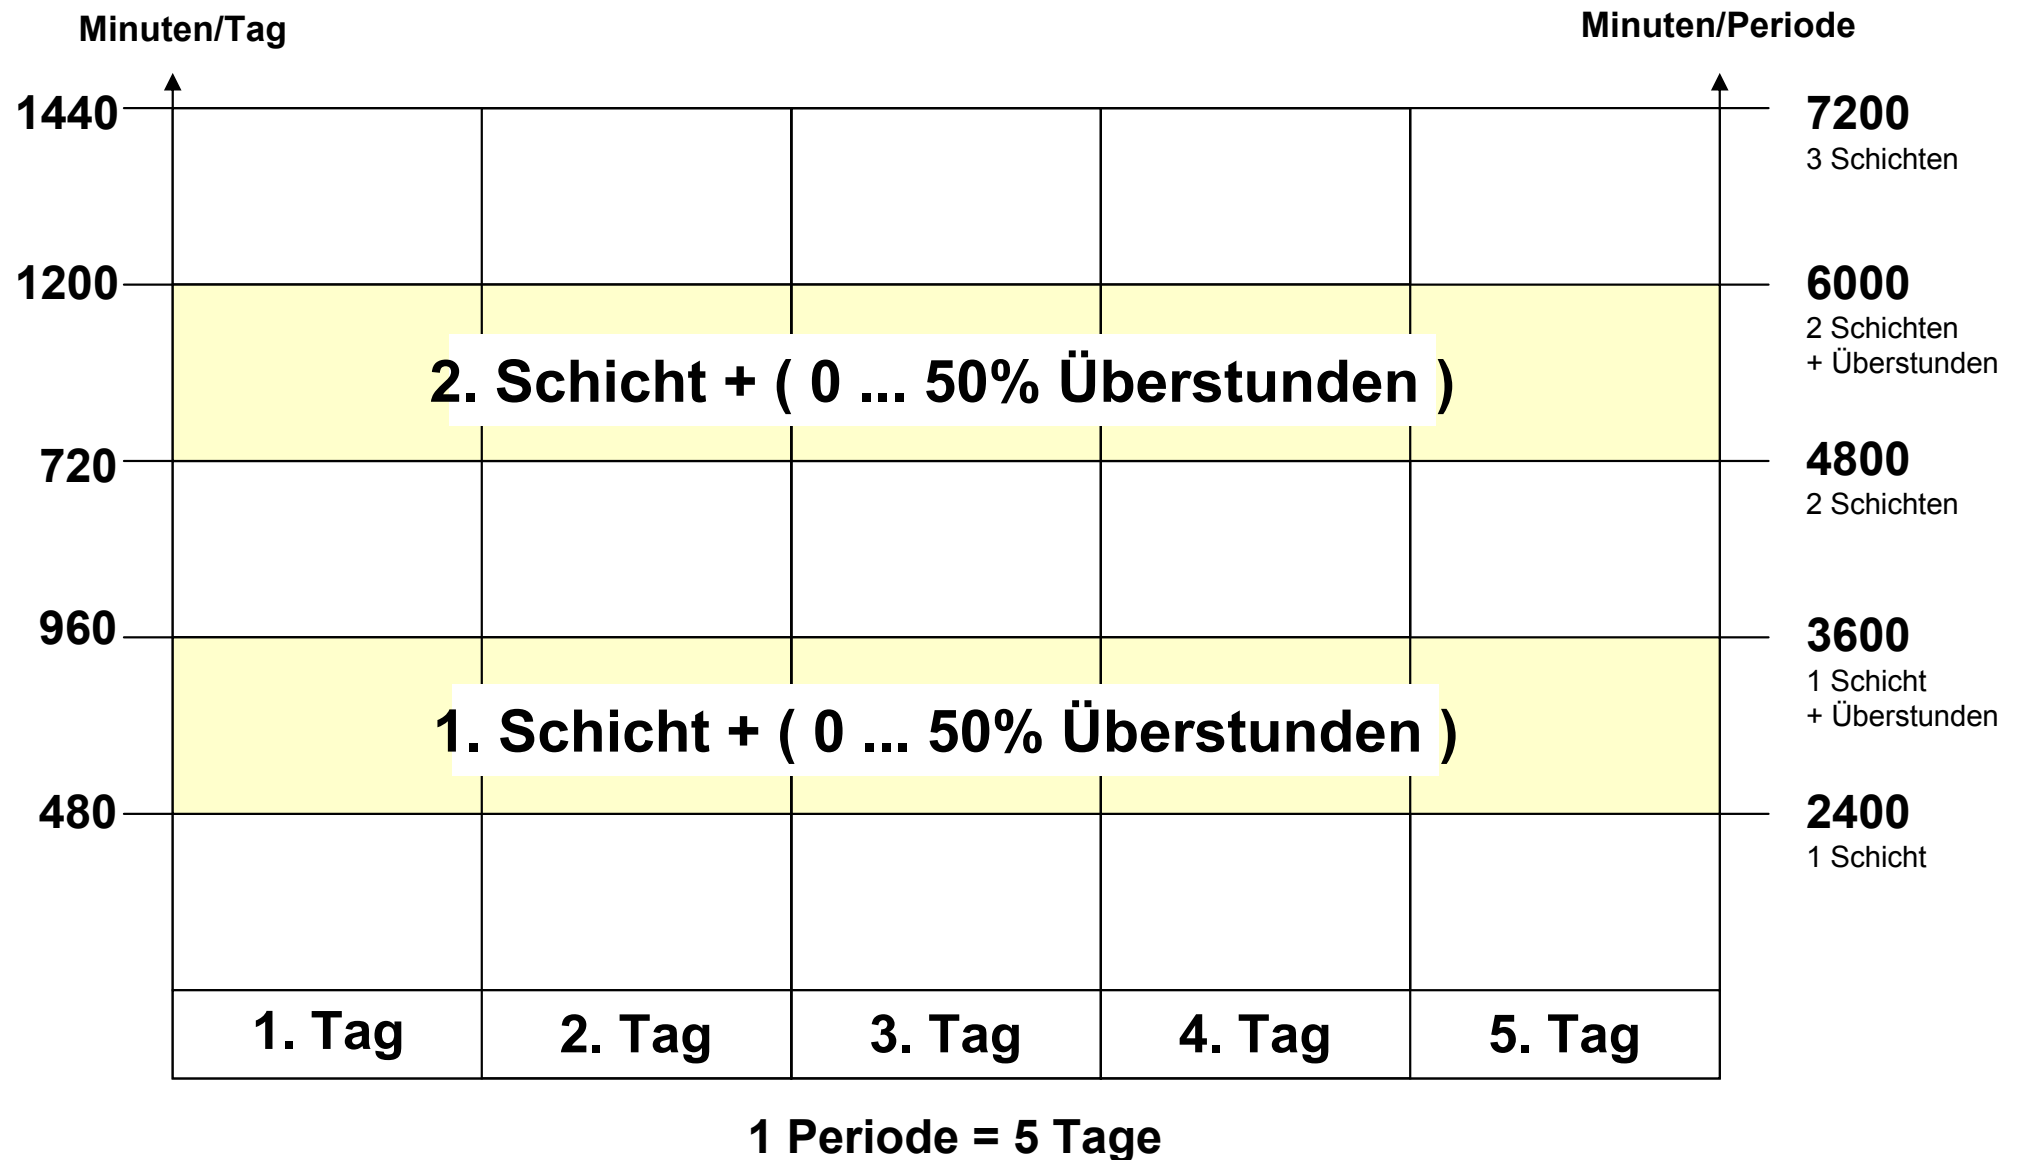 Minuten/Tag
Minuten/Periode
1440
7200
3 Schichten
1200
6000
2 Schichten
+ Überstunden
2. Schicht + ( 0 ... 50% Überstunden )
720
4800
2 Schichten
960
3600
1 Schicht
+ Überstunden
1. Schicht + ( 0 ... 50% Überstunden )
480
2400
1 Schicht
1. Tag
2. Tag
3. Tag
4. Tag
5. Tag
1 Periode = 5 Tage